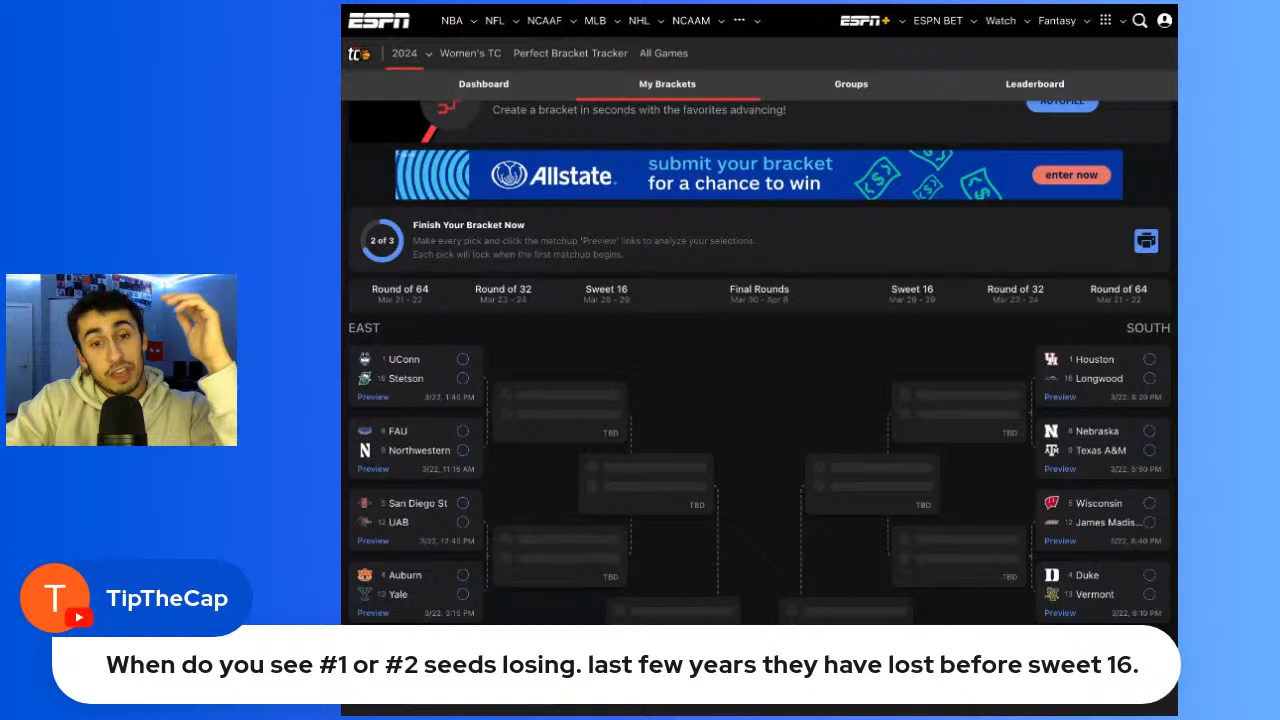 ESPN NBA NFL NCAAF MLB NHL NCAAM ESPN+ ESPN BET Watch Fantasy
tc 2024 Women's TC Perfect Bracket Tracker All Games
Dashboard My Brackets Groups Leaderboard
Create a bracket in seconds with the favorites advancing! AUTOFILL
Allstate submit your bracket for a chance to win enter now
2 of 3
Finish Your Bracket Now
Make every pick and click the matchup 'Preview' links to analyze your selections.
Each pick will lock when the first matchup begins.
Round of 64 Round of 32 Sweet 16 Final Rounds Sweet 16 Round of 32 Round of 64
Mar 21 - 22 Mar 23 - 24 Mar 28 - 29 Mar 30 - Apr 8 Mar 28 - 29 Mar 23 - 24 Mar 21 - 22
EAST SOUTH
1 UConn
16 Stetson
Preview 3/22, 1:45 PM
TBD
8 FAU
9 Northwestern
Preview 3/22, 11:15 AM
TBD
5 San Diego St
12 UAB
Preview 3/22, 12:45 PM
TBD
4 Auburn
13 Yale
Preview 3/22, 3:15 PM
1 Houston
16 Longwood
Preview 3/22, 8:20 PM
TBD
8 Nebraska
9 Texas A&M
Preview 3/22, 5:50 PM
TBD
5 Wisconsin
12 James Madis...
Preview 3/22, 8:40 PM
TBD
4 Duke
13 Vermont
Preview 3/22, 6:10 PM
T TipTheCap
When do you see #1 or #2 seeds losing. last few years they have lost before sweet 16.